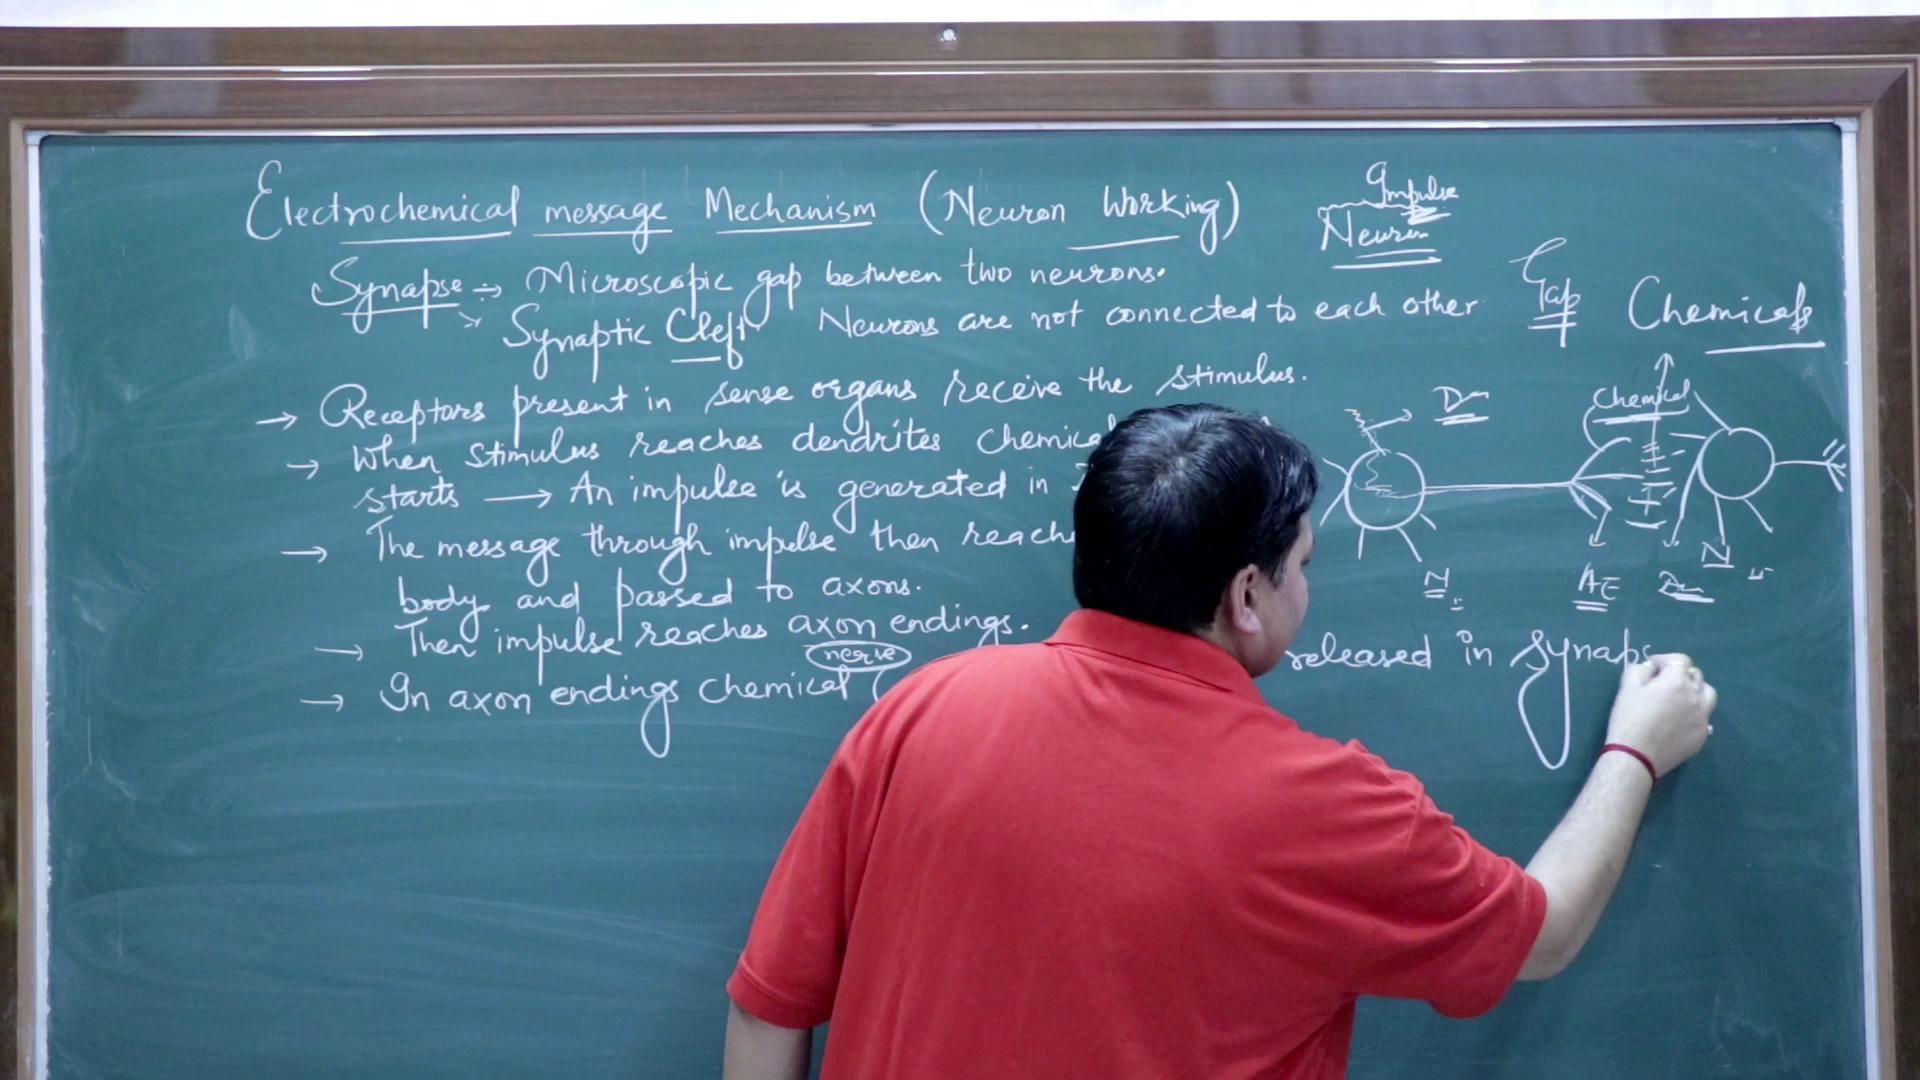 Electrochemical message Mechanism (Neuron Working)
Impulse
Neuron
Synapse :→ Microscopic gap between two neurons.
Synaptic Cleft. Neurons are not connected to each other
Gap
Chemicals
→ Receptors present in sense organs receive the stimulus.
→ When stimulus reaches dendrites
starts → An impulse is generated in
→ The message through impulse then
body and passed to axons.
→ Then impulse reaches axon endings.
nerve
→ In axon endings chemical (
released in Synaps
Chemical
N
AE
N